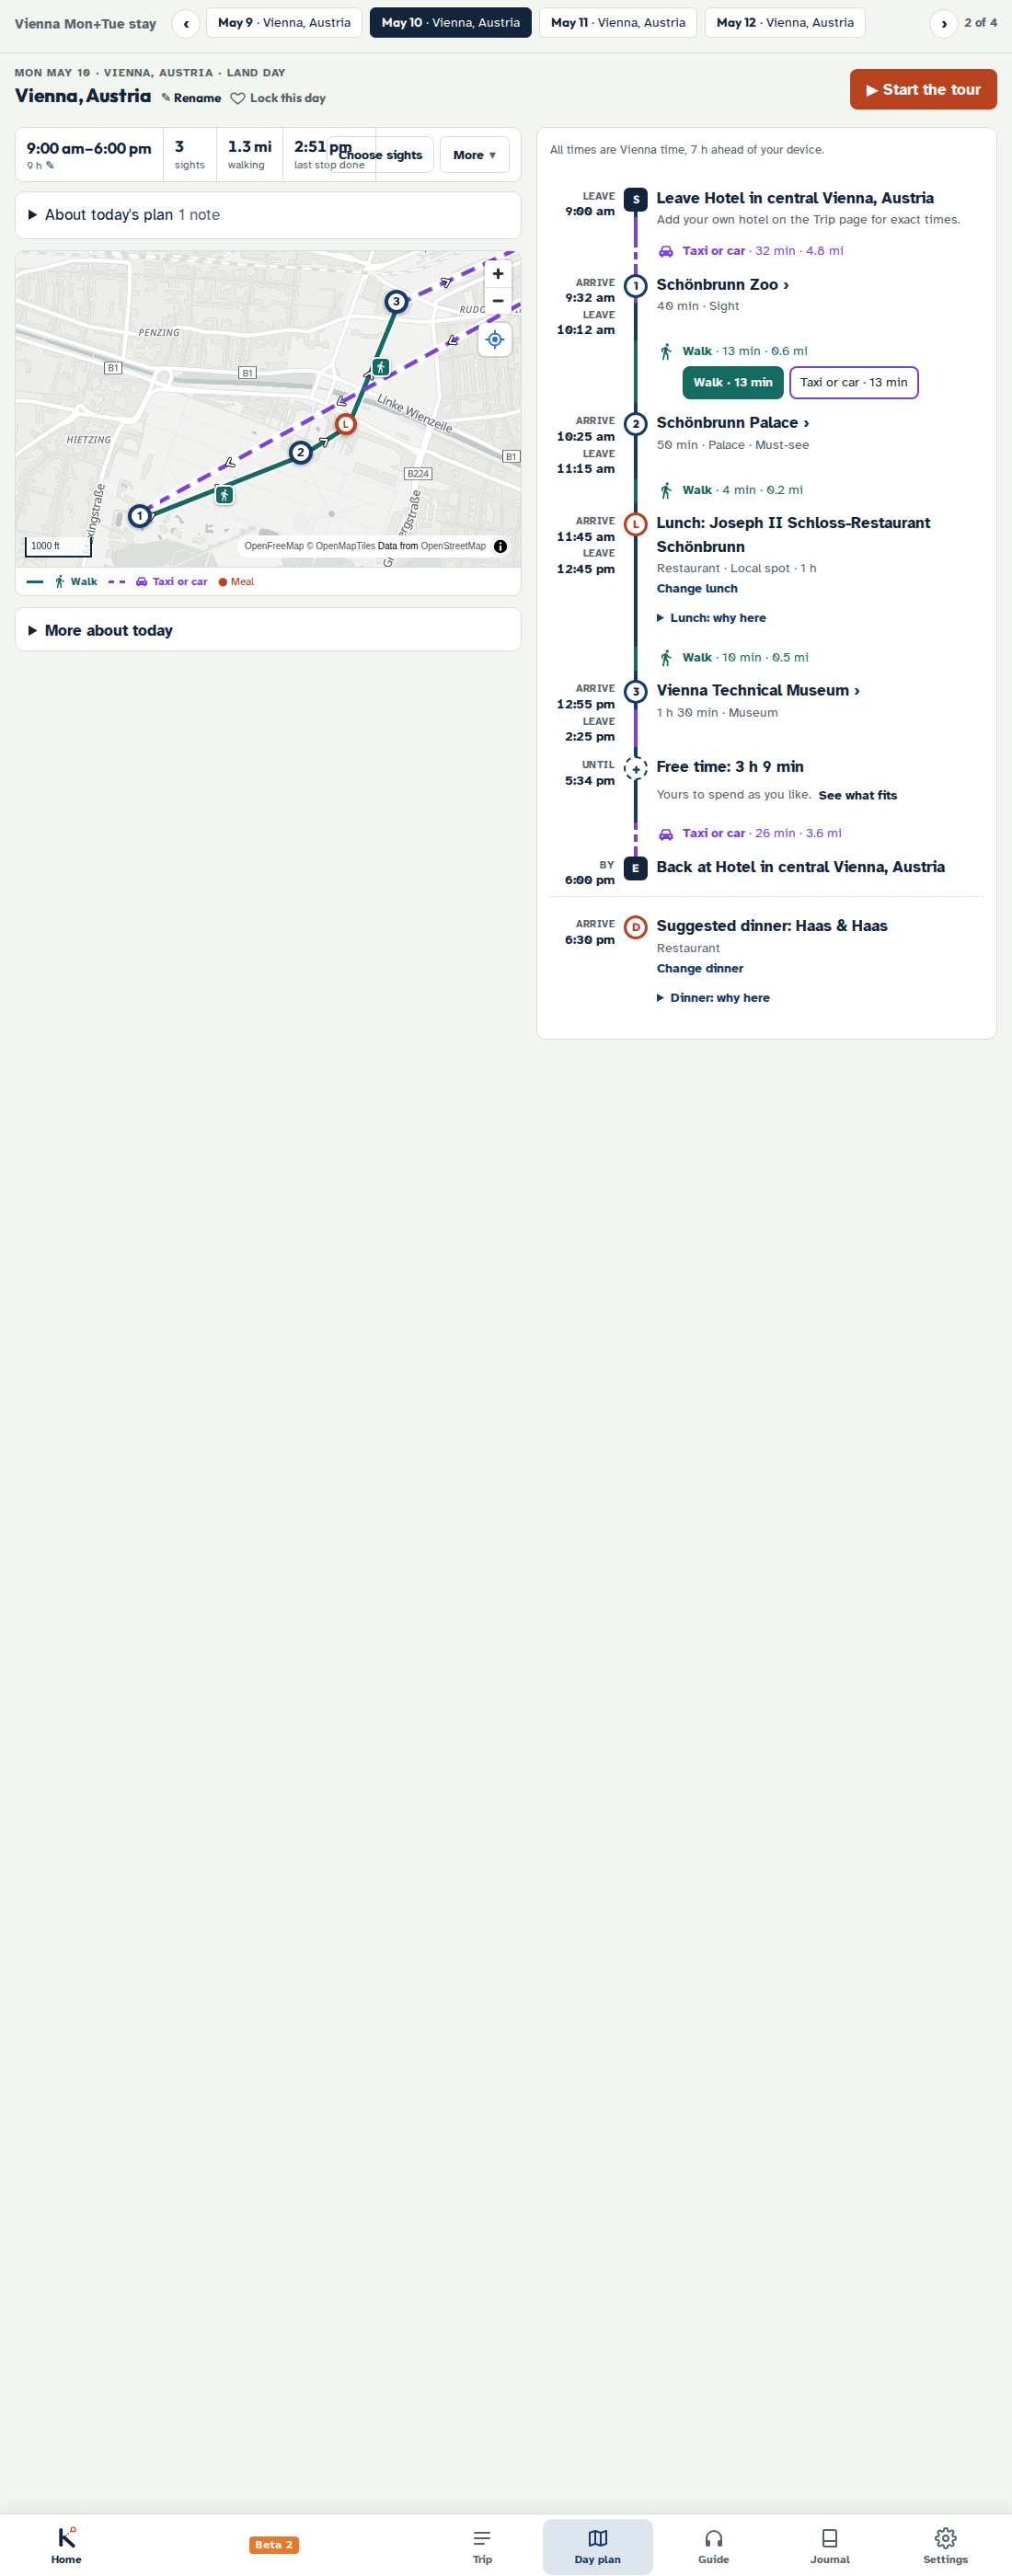 Vienna Mon+Tue stay
‹
May 9 · Vienna, Austria
May 10 · Vienna, Austria
May 11 · Vienna, Austria
May 12 · Vienna, Austria
›
2 of 4
MON MAY 10 · VIENNA, AUSTRIA · LAND DAY
Vienna, Austria
✎ Rename
Lock this day
▶ Start the tour
9:00 am–6:00 pm
9 h ✎
3
sights
1.3 mi
walking
2:51 pm
last stop done
Choose sights
More ▼
▶ About today's plan 1 note
PENZING
B1
B1
HIETZING
Linke Wienzeile
B224
B1
3
L
2
1
+
−
1000 ft
OpenFreeMap © OpenMapTiles Data from OpenStreetMap
Walk
Taxi or car
Meal
▶ More about today
All times are Vienna time, 7 h ahead of your device.
LEAVE
9:00 am
S
Leave Hotel in central Vienna, Austria
Add your own hotel on the Trip page for exact times.
Taxi or car · 32 min · 4.8 mi
ARRIVE
9:32 am
LEAVE
10:12 am
1
Schönbrunn Zoo ›
40 min · Sight
Walk · 13 min · 0.6 mi
Walk · 13 min
Taxi or car · 13 min
ARRIVE
10:25 am
LEAVE
11:15 am
2
Schönbrunn Palace ›
50 min · Palace · Must-see
Walk · 4 min · 0.2 mi
ARRIVE
11:45 am
LEAVE
12:45 pm
L
Lunch: Joseph II Schloss-Restaurant
Schönbrunn
Restaurant · Local spot · 1 h
Change lunch
▶ Lunch: why here
Walk · 10 min · 0.5 mi
ARRIVE
12:55 pm
LEAVE
2:25 pm
3
Vienna Technical Museum ›
1 h 30 min · Museum
UNTIL
5:34 pm
+
Free time: 3 h 9 min
Yours to spend as you like. See what fits
Taxi or car · 26 min · 3.6 mi
BY
6:00 pm
E
Back at Hotel in central Vienna, Austria
ARRIVE
6:30 pm
D
Suggested dinner: Haas & Haas
Restaurant
Change dinner
▶ Dinner: why here
Home
Beta 2
Trip
Day plan
Guide
Journal
Settings